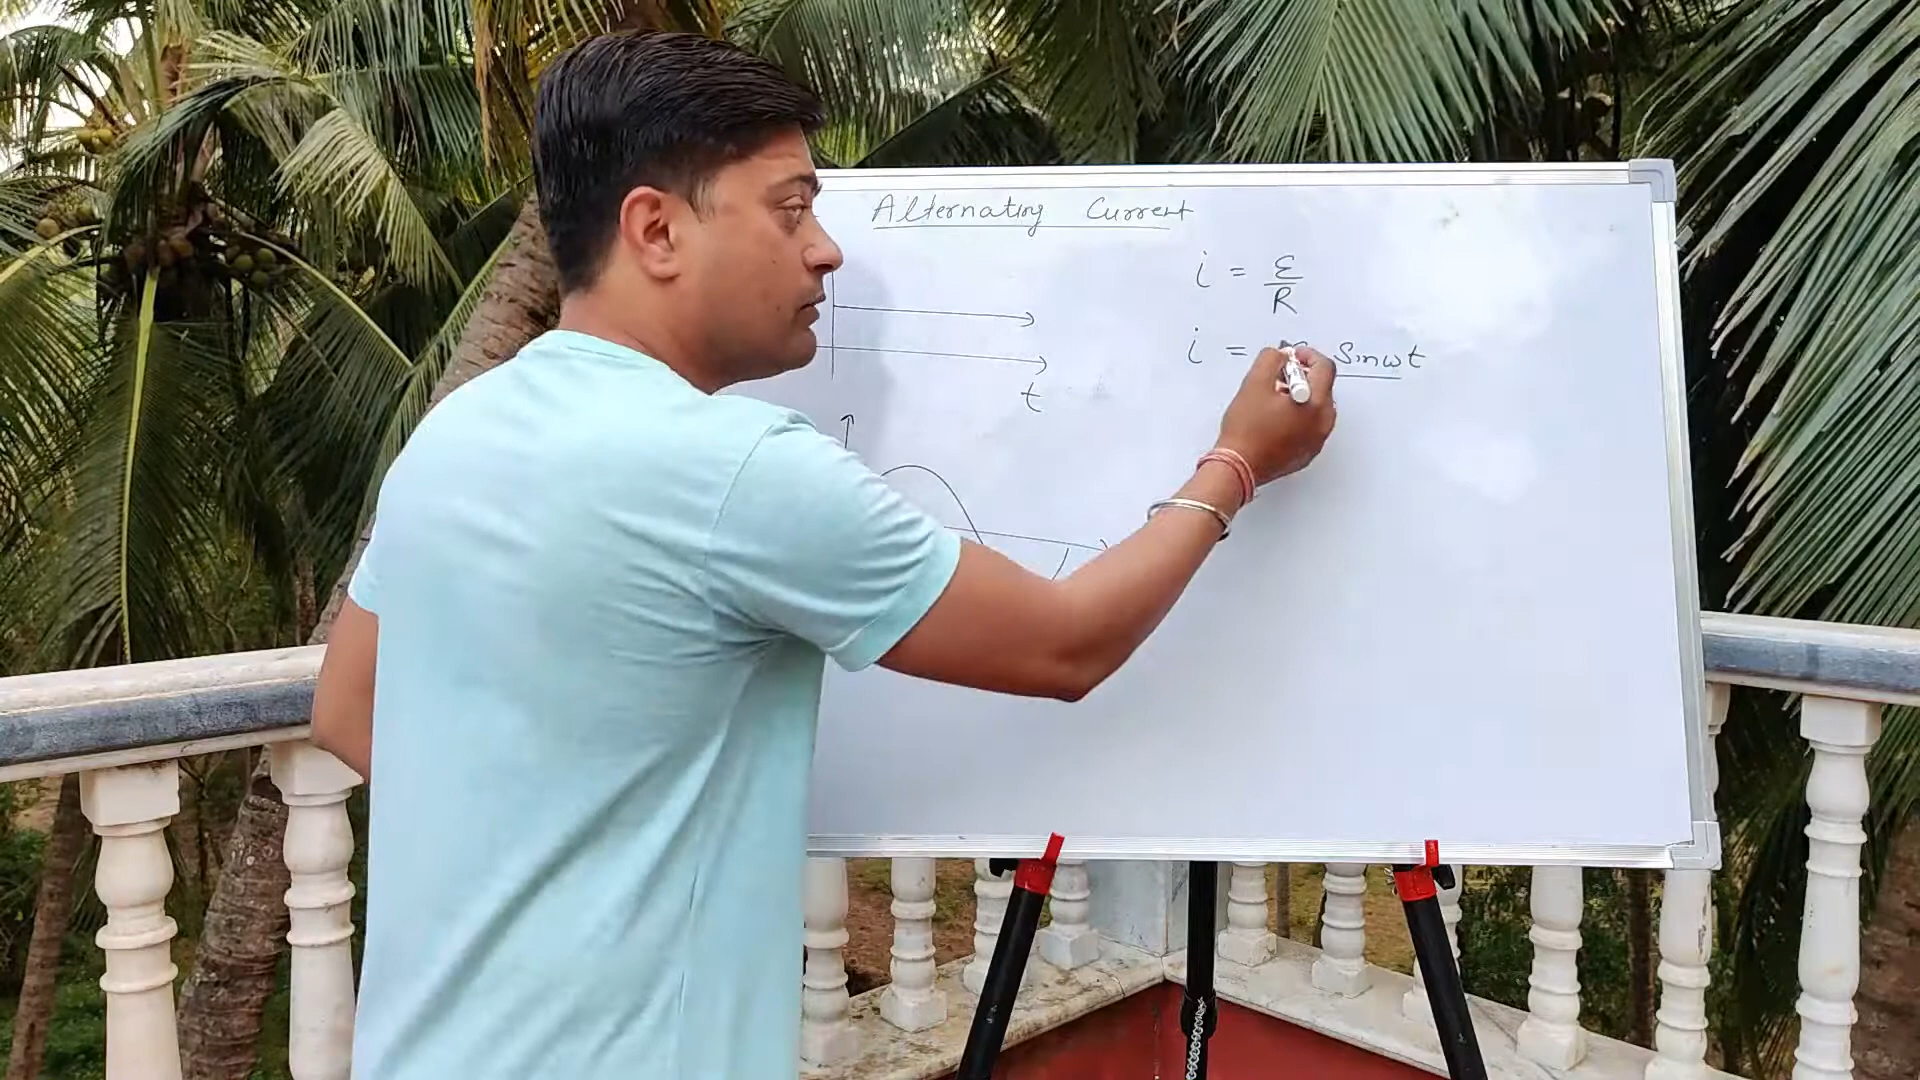 Alternating Current
i = ε/R
i = sinωt
t